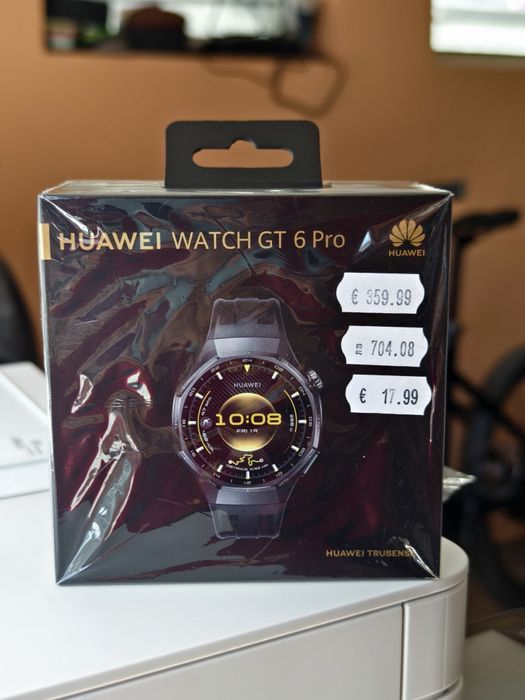 HUAWEI WATCH GT 6 Pro
HUAWEI
€ 359.99
лв 704.08
€ 17.99
HUAWEI
10:08
FRI 19
HUAWEI TRUSENSE